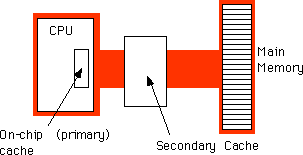 CPU
Main
Memory
On-chip (primary)
cache
Secondary Cache